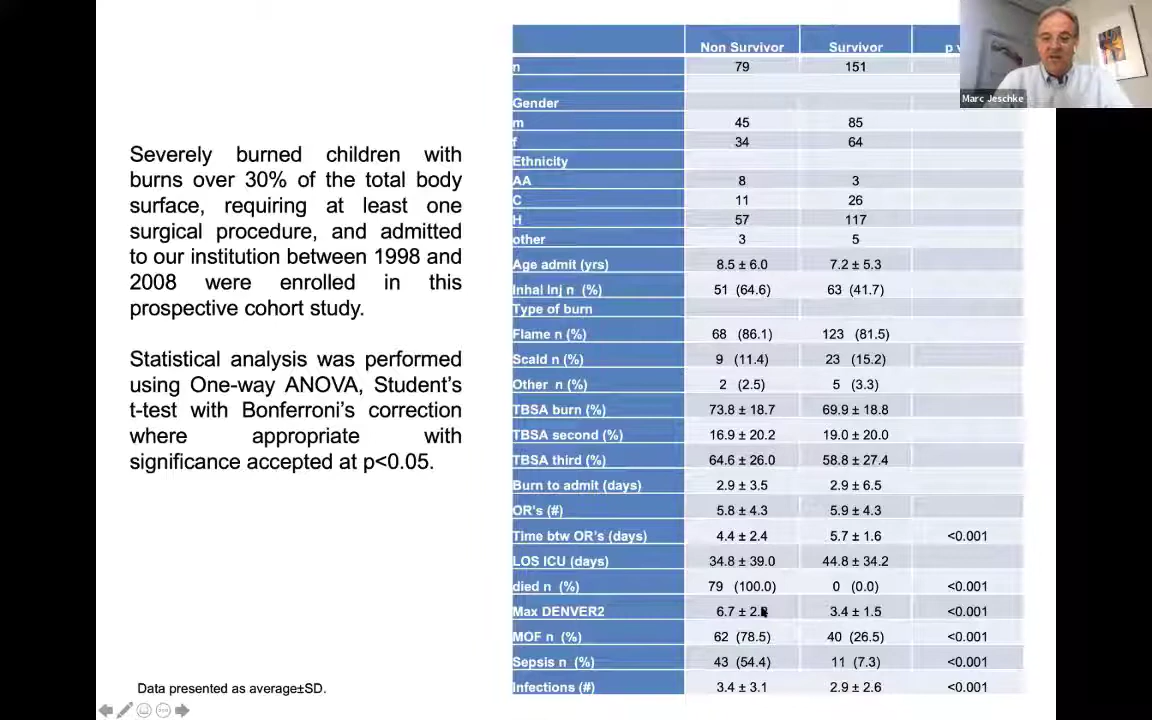 Severely burned children with
burns over 30% of the total body
surface, requiring at least one
surgical procedure, and admitted
to our institution between 1998 and
2008 were enrolled in this
prospective cohort study.
Statistical analysis was performed
using One-way ANOVA, Student's
t-test with Bonferroni's correction
where appropriate with
significance accepted at p<0.05.
Data presented as average±SD.
Non Survivor Survivor p
n 79 151
Gender
m 45 85
f 34 64
Ethnicity
AA 8 3
C 11 26
H 57 117
other 3 5
Age admit (yrs) 8.5 ± 6.0 7.2 ± 5.3
Inhal Inj n (%) 51 (64.6) 63 (41.7)
Type of burn
Flame n (%) 68 (86.1) 123 (81.5)
Scald n (%) 9 (11.4) 23 (15.2)
Other n (%) 2 (2.5) 5 (3.3)
TBSA burn (%) 73.8 ± 18.7 69.9 ± 18.8
TBSA second (%) 16.9 ± 20.2 19.0 ± 20.0
TBSA third (%) 64.6 ± 26.0 58.8 ± 27.4
Burn to admit (days) 2.9 ± 3.5 2.9 ± 6.5
OR's (#) 5.8 ± 4.3 5.9 ± 4.3
Time btw OR's (days) 4.4 ± 2.4 5.7 ± 1.6 <0.001
LOS ICU (days) 34.8 ± 39.0 44.8 ± 34.2
died n (%) 79 (100.0) 0 (0.0) <0.001
Max DENVER2 6.7 ± 3.4 ± 1.5 <0.001
MOF n (%) 62 (78.5) 40 (26.5) <0.001
Sepsis n (%) 43 (54.4) 11 (7.3) <0.001
Infections (#) 3.4 ± 3.1 2.9 ± 2.6 <0.001
Marc Jeschke